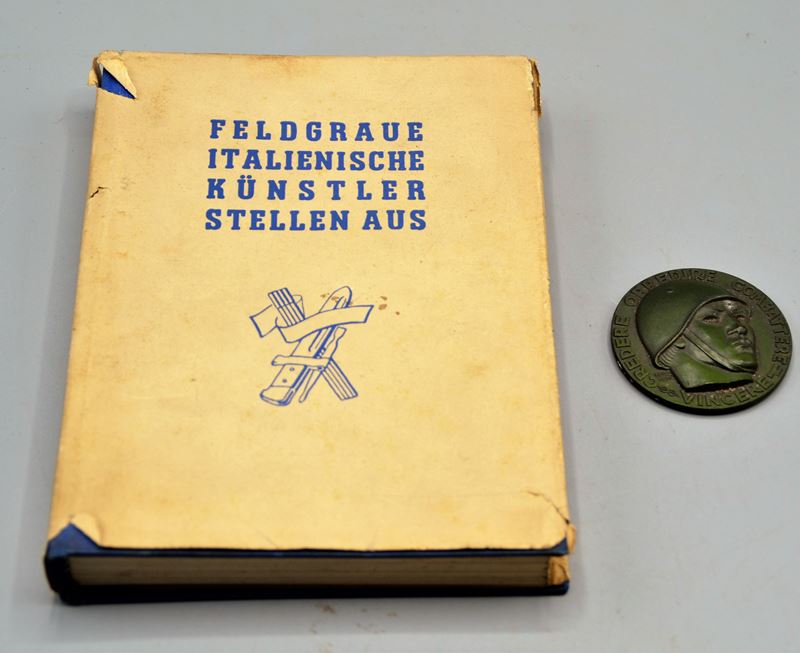 FELDGRAUE
ITALIENISCHE
KÜNSTLER
STELLEN AUS
CREDERE OBBEDIRE COMBATTERE
VINCERE